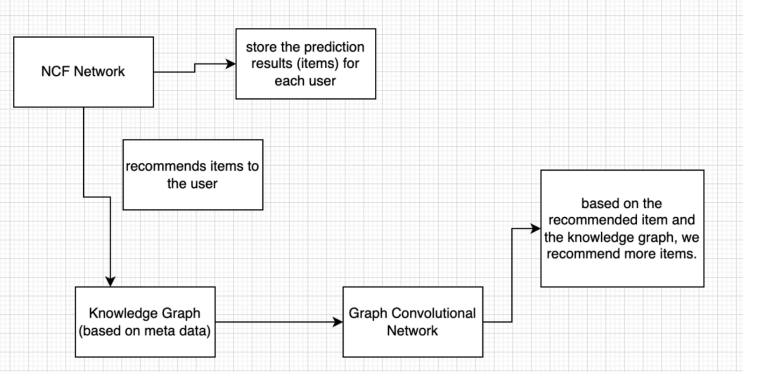 NCF Network
store the prediction
results (items) for
each user
recommends items to
the user
Knowledge Graph
(based on meta data)
Graph Convolutional
Network
based on the
recommended item and
the knowledge graph, we
recommend more items.